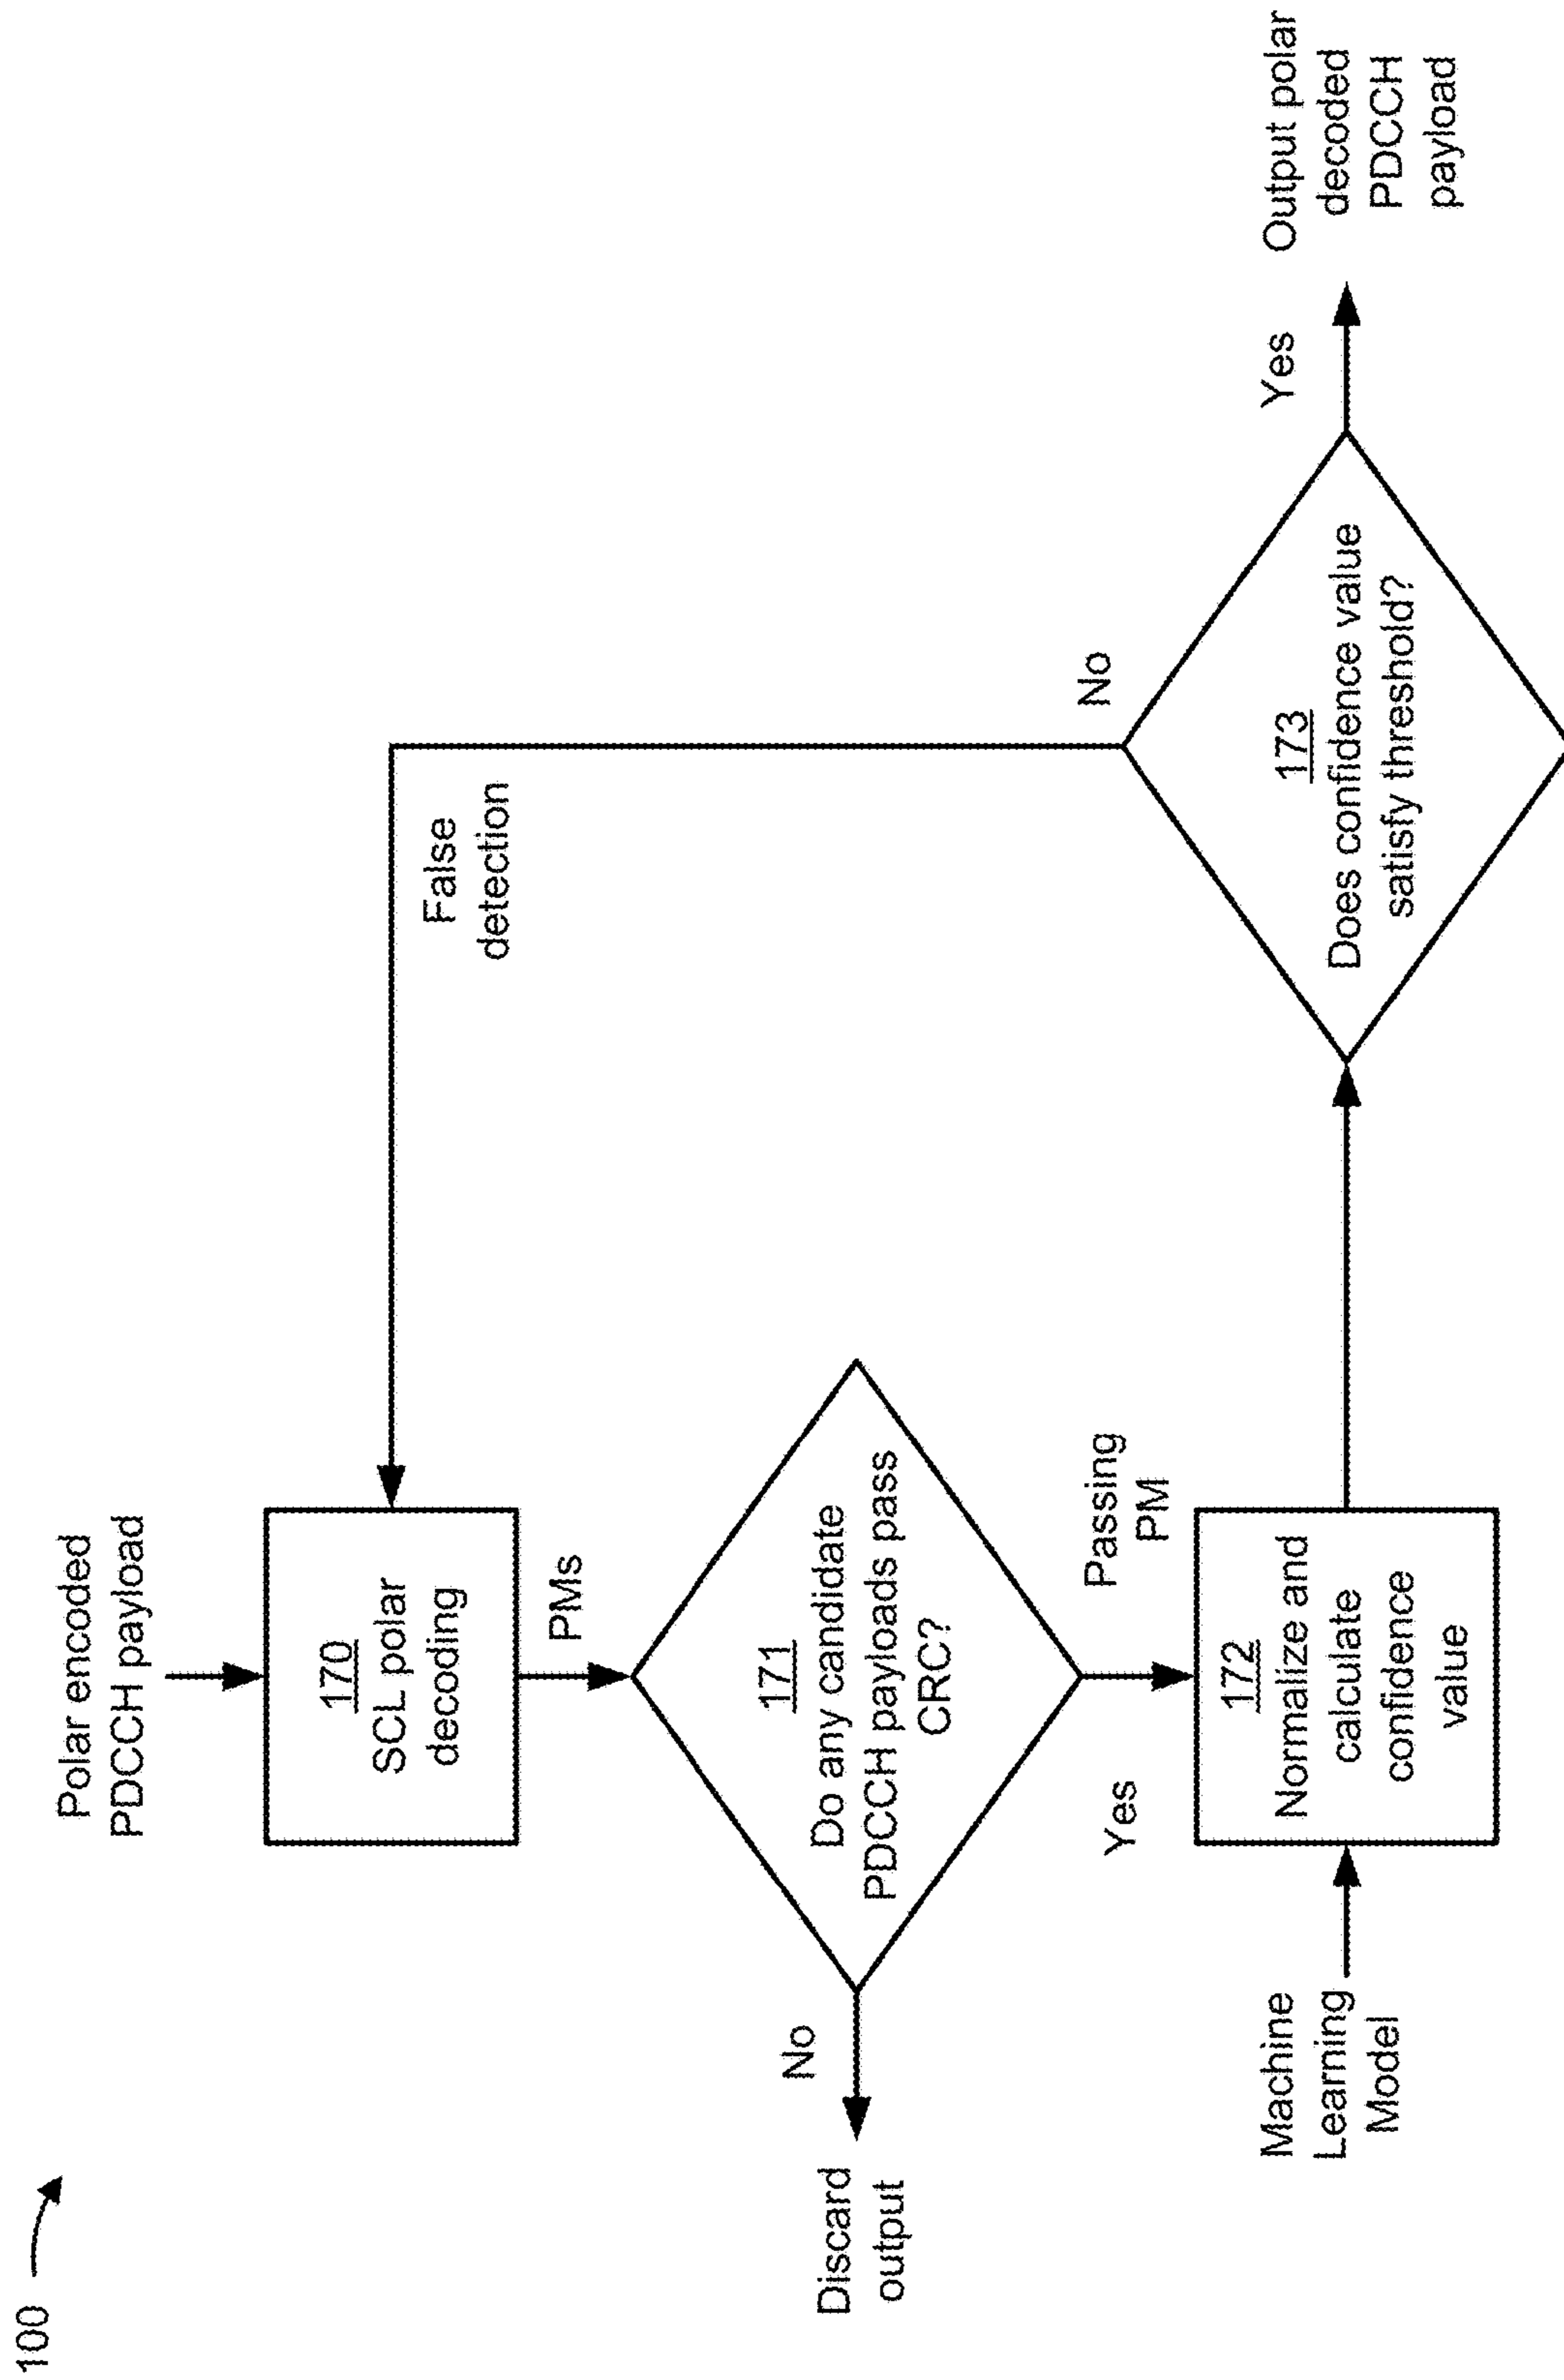 100
Polar encoded
PDCCH payload
170
SCL polar
decoding
PMs
False
detection
171
Do any candidate
PDCCH payloads pass
CRC?
No
Discard
output
Yes
Passing
PM
Machine
Learning
Model
172
Normalize and
calculate
confidence
value
173
Does confidence value
satisfy threshold?
No
Yes
Output polar
decoded
PDCCH
payload